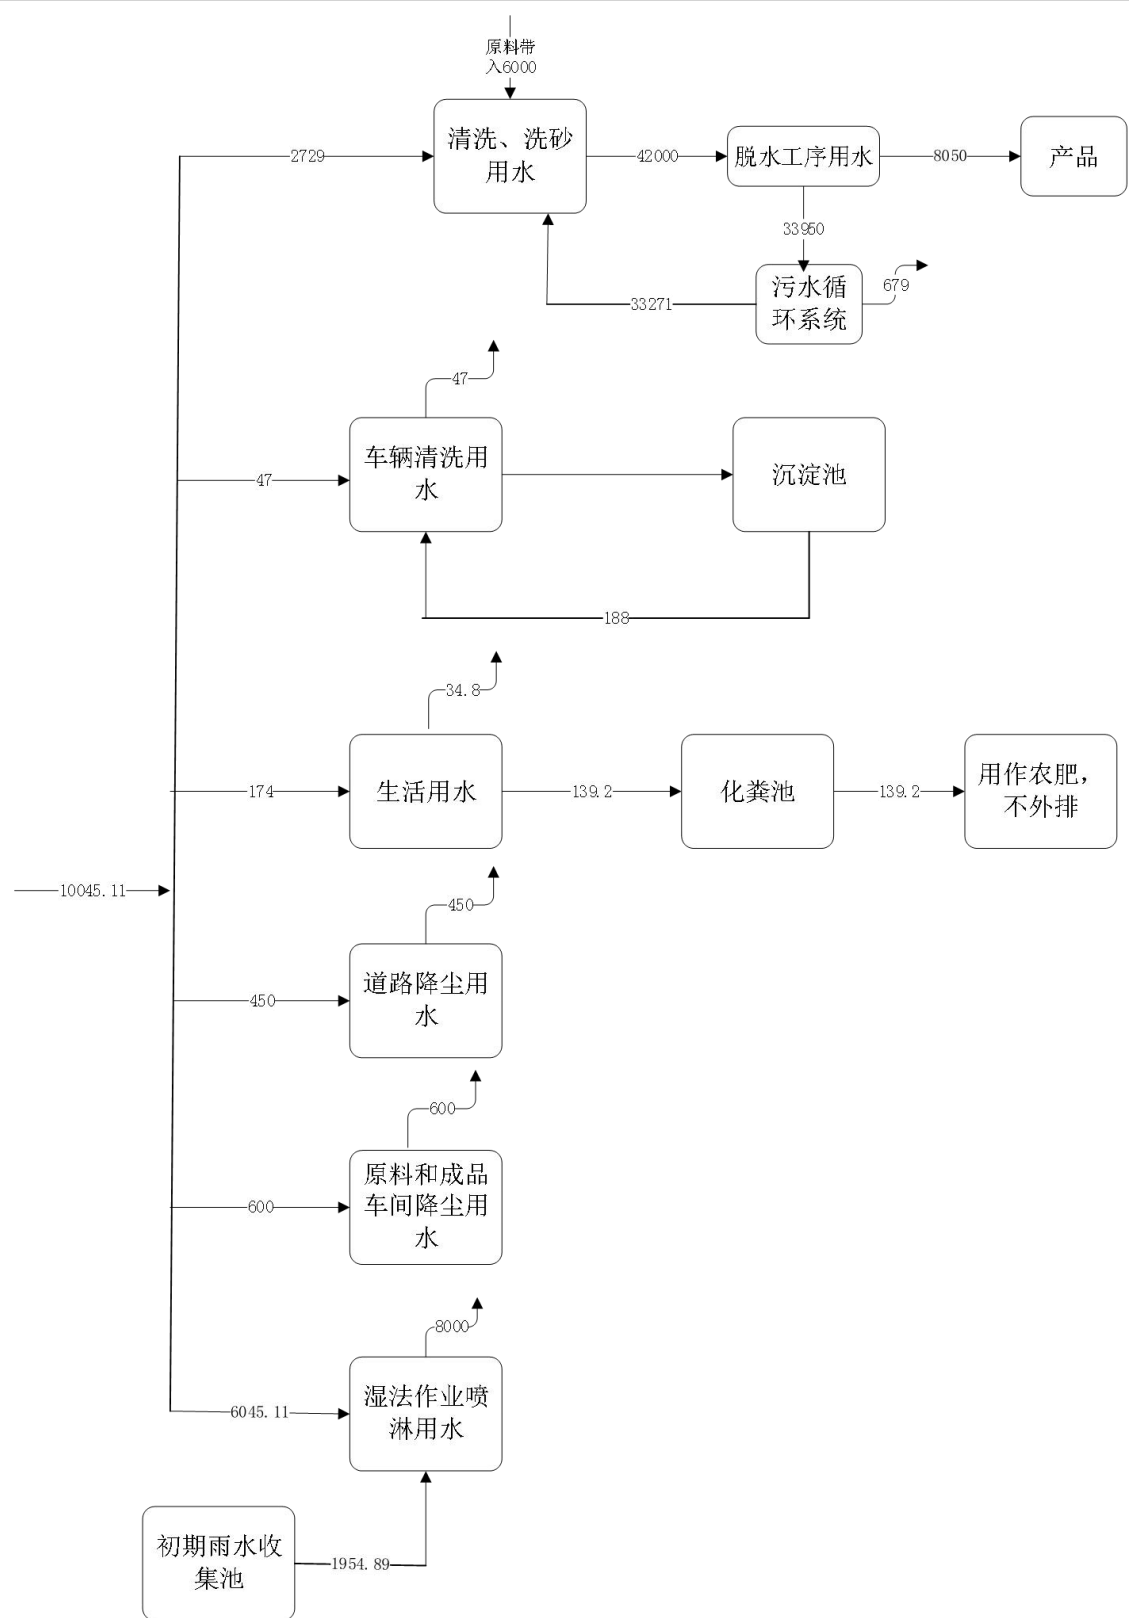 原料带
入6000
2729
清洗、洗砂
用水
42000
脱水工序用水
8050
产品
33950
33271
污水循
环系统
679
47
47
车辆清洗用
水
沉淀池
188
34.8
174
生活用水
139.2
化粪池
139.2
用作农肥，
不外排
10045.11
450
450
道路降尘用
水
600
600
原料和成品
车间降尘用
水
8000
6045.11
湿法作业喷
淋用水
初期雨水收
集池
1954.89